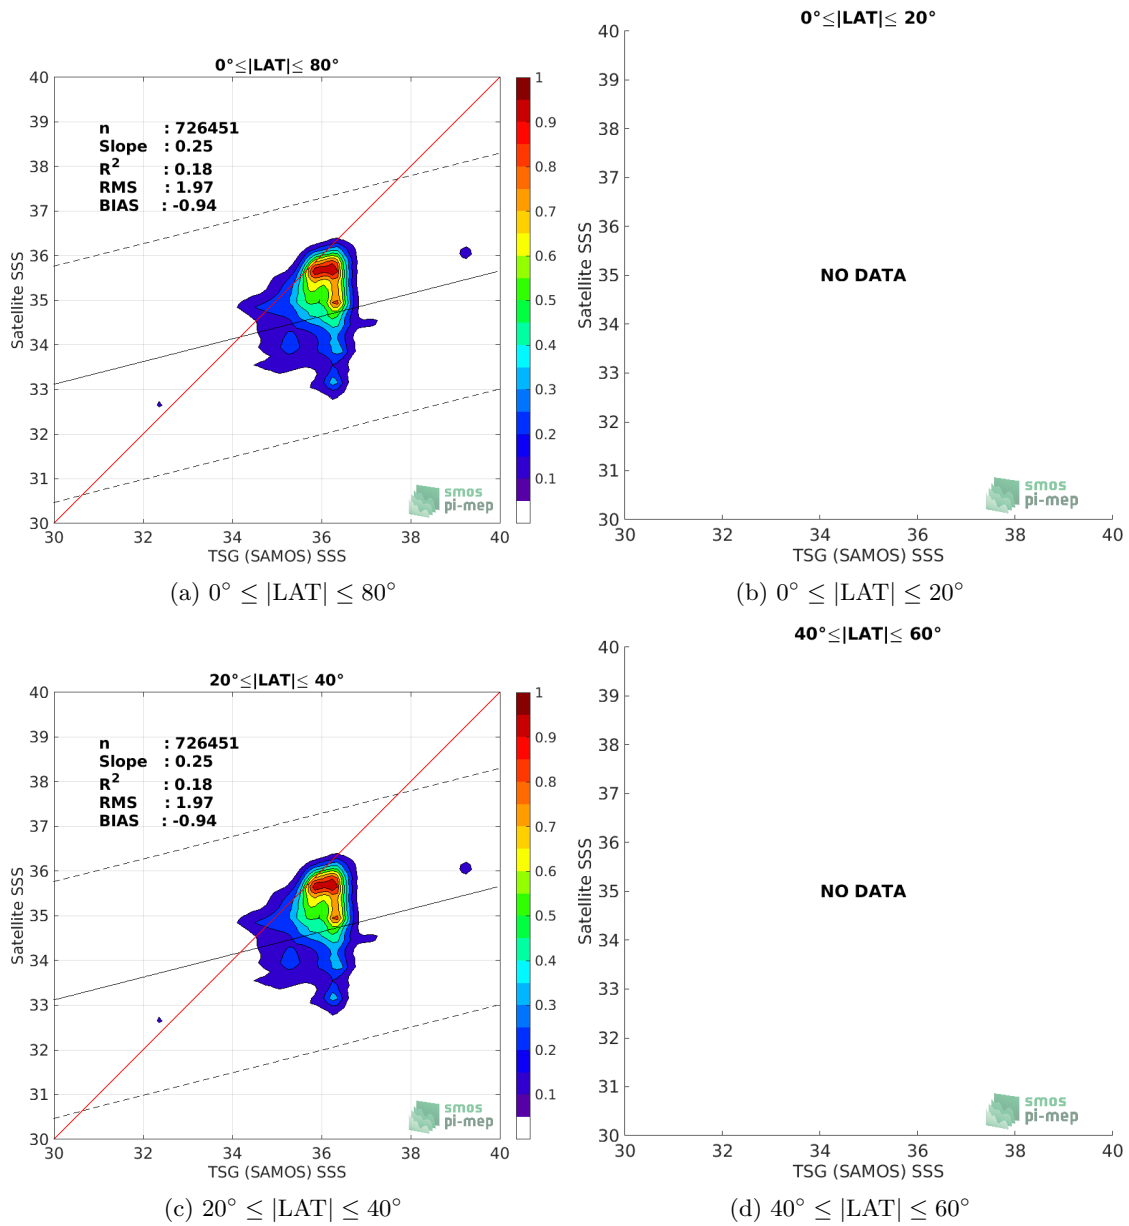 0°≤|LAT|≤ 80°
40
39
38
37
36
35
34
33
32
31
30
Satellite SSS
n : 726451
Slope : 0.25
R2 : 0.18
RMS : 1.97
BIAS : -0.94
1
0.9
0.8
0.7
0.6
0.5
0.4
0.3
0.2
0.1
smos
pi-mep
30 32 34 36 38 40
TSG (SAMOS) SSS
(a) 0° ≤ |LAT| ≤ 80°
0°≤|LAT|≤ 20°
40
39
38
37
36
35
34
33
32
31
30
Satellite SSS
NO DATA
smos
pi-mep
30 32 34 36 38 40
TSG (SAMOS) SSS
(b) 0° ≤ |LAT| ≤ 20°
20°≤|LAT|≤ 40°
40
39
38
37
36
35
34
33
32
31
30
Satellite SSS
n : 726451
Slope : 0.25
R2 : 0.18
RMS : 1.97
BIAS : -0.94
1
0.9
0.8
0.7
0.6
0.5
0.4
0.3
0.2
0.1
smos
pi-mep
30 32 34 36 38 40
TSG (SAMOS) SSS
(c) 20° ≤ |LAT| ≤ 40°
40°≤|LAT|≤ 60°
40
39
38
37
36
35
34
33
32
31
30
Satellite SSS
NO DATA
smos
pi-mep
30 32 34 36 38 40
TSG (SAMOS) SSS
(d) 40° ≤ |LAT| ≤ 60°